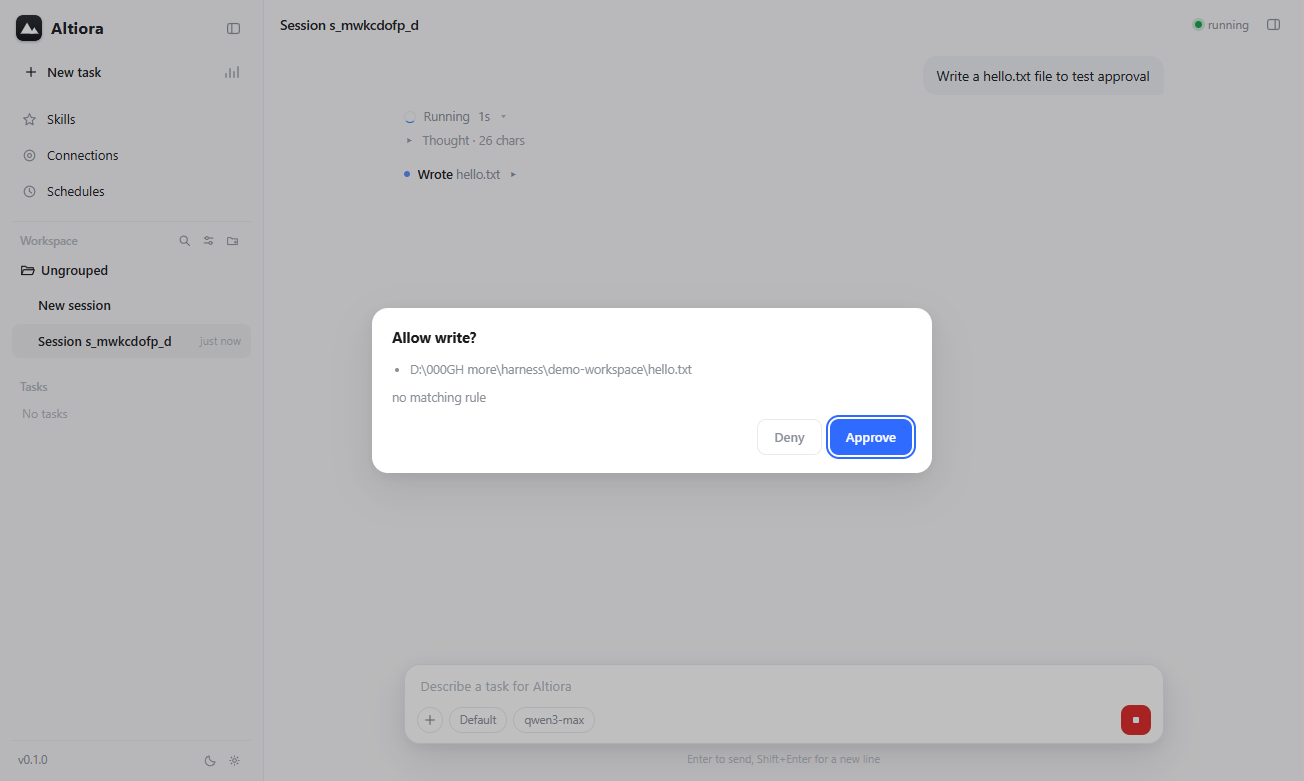 Altiora
New task
Skills
Connections
Schedules
Workspace
Ungrouped
New session
Session s_mwkcdofp_d just now
Tasks
No tasks
v0.1.0
Session s_mwkcdofp_d
running
Write a hello.txt file to test approval
Running 1s
Thought · 26 chars
Wrote hello.txt
Allow write?
• D:\000GH more\harness\demo-workspace\hello.txt
no matching rule
Deny
Approve
Describe a task for Altiora
Default
qwen3-max
Enter to send, Shift+Enter for a new line